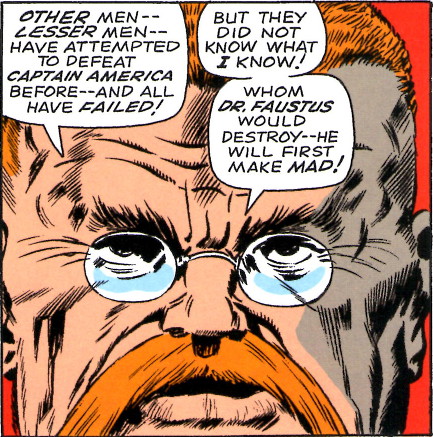 OTHER MEN--
LESSER MEN--
HAVE ATTEMPTED
TO DEFEAT
CAPTAIN AMERICA
BEFORE--AND ALL
HAVE FAILED!
BUT THEY
DID NOT
KNOW WHAT
I KNOW!
WHOM
DR. FAUSTUS
WOULD
DESTROY--HE
WILL FIRST
MAKE MAD!